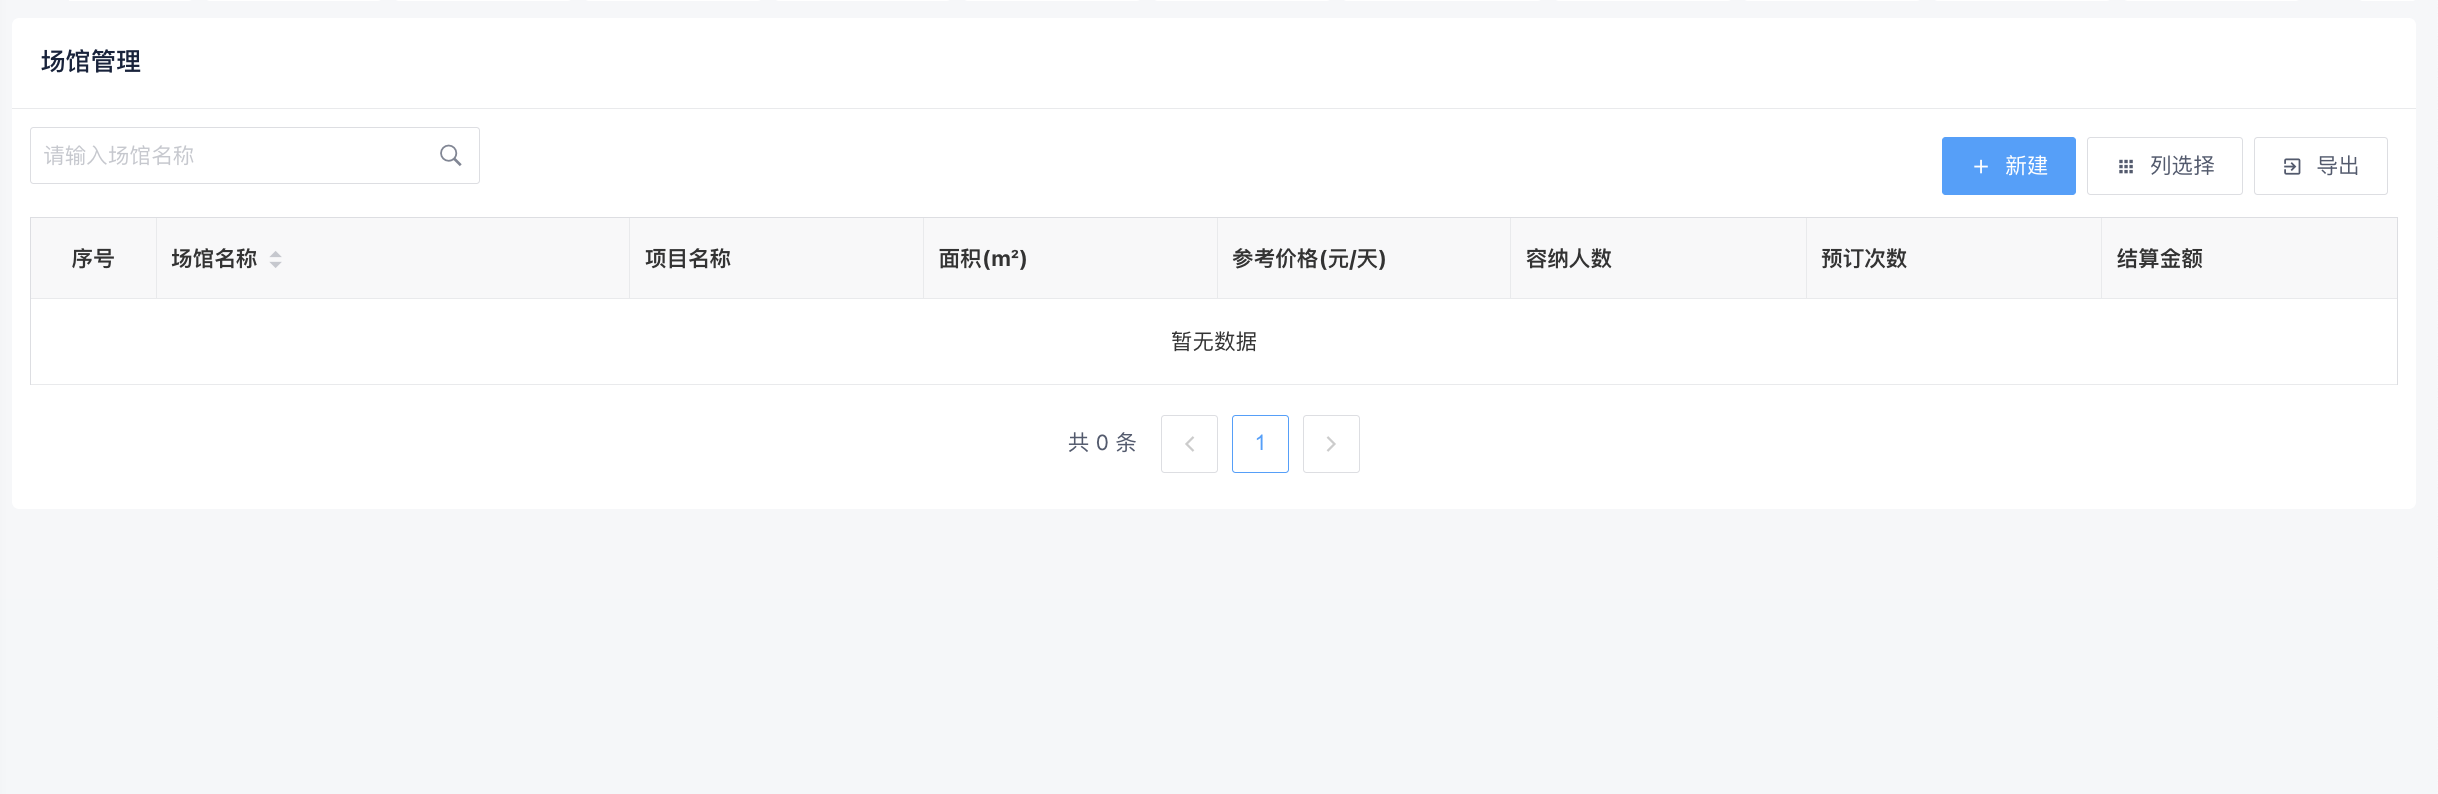 场馆管理
请输入场馆名称
新建 列选择 导出
序号 场馆名称 项目名称 面积(m²) 参考价格(元/天) 容纳人数 预订次数 结算金额
暂无数据
共 0 条 1